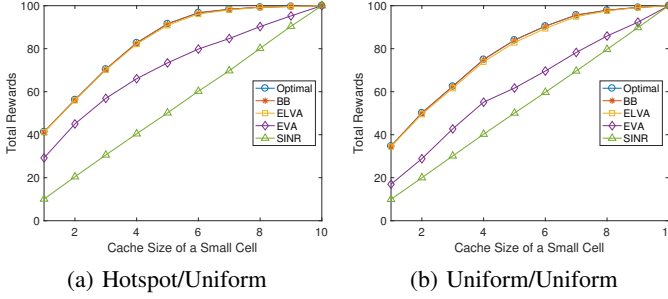 100
80
60
40
20
0
Total Rewards
2 4 6 8 10
Cache Size of a Small Cell
Optimal
BB
ELVA
EVA
SINR
(a) Hotspot/Uniform
100
80
60
40
20
0
Total Rewards
2 4 6 8
Cache Size of a Small Cell
Optimal
BB
ELVA
EVA
SINR
(b) Uniform/Uniform